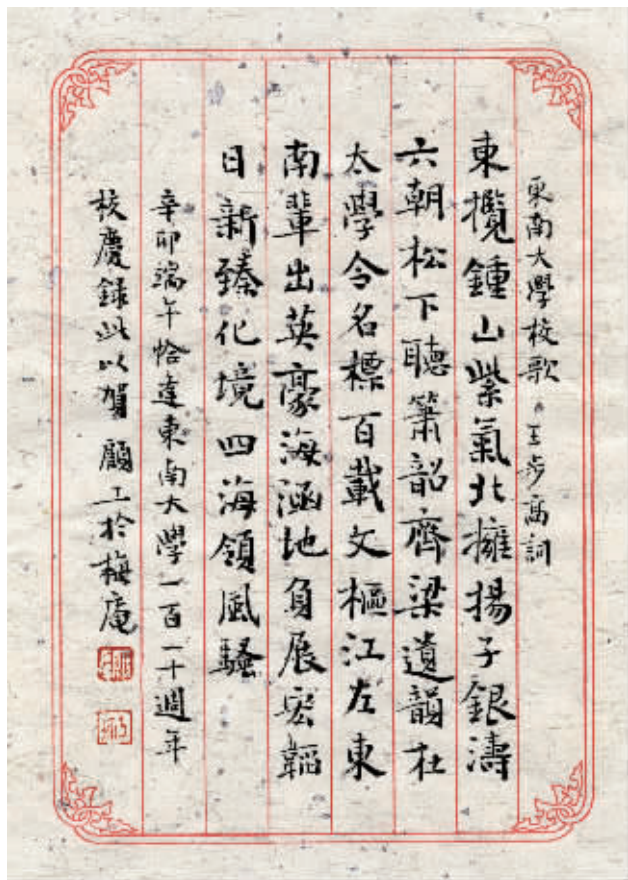 東南大學校歌 王步高詞
東攬鍾山紫氣北擁揚子銀濤
六朝松下聽簫韶齊梁遺韻在
太學令名標百載文樞江左東
南輩出英豪海涵地負展宏韜
日新臻化境四海領風騷
辛卯端午恰逢東南大學一百一十週年
校慶錄此以賀 顧工於梅庵